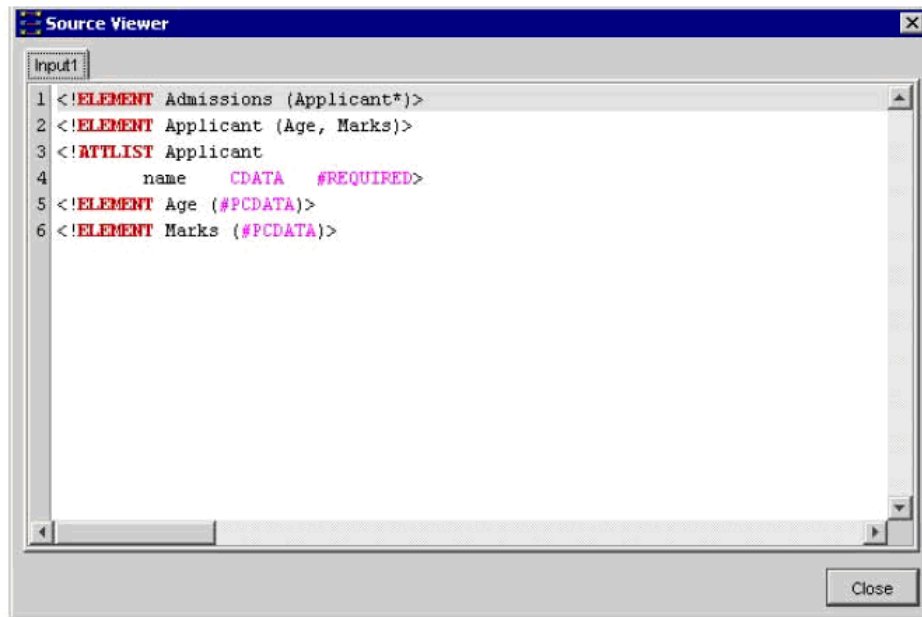 Source Viewer
Input1
1 <!ELEMENT Admissions (Applicant*)>
2 <!ELEMENT Applicant (Age, Marks)>
3 <!ATTLIST Applicant
4 name CDATA #REQUIRED>
5 <!ELEMENT Age (#PCDATA)>
6 <!ELEMENT Marks (#PCDATA)>
Close